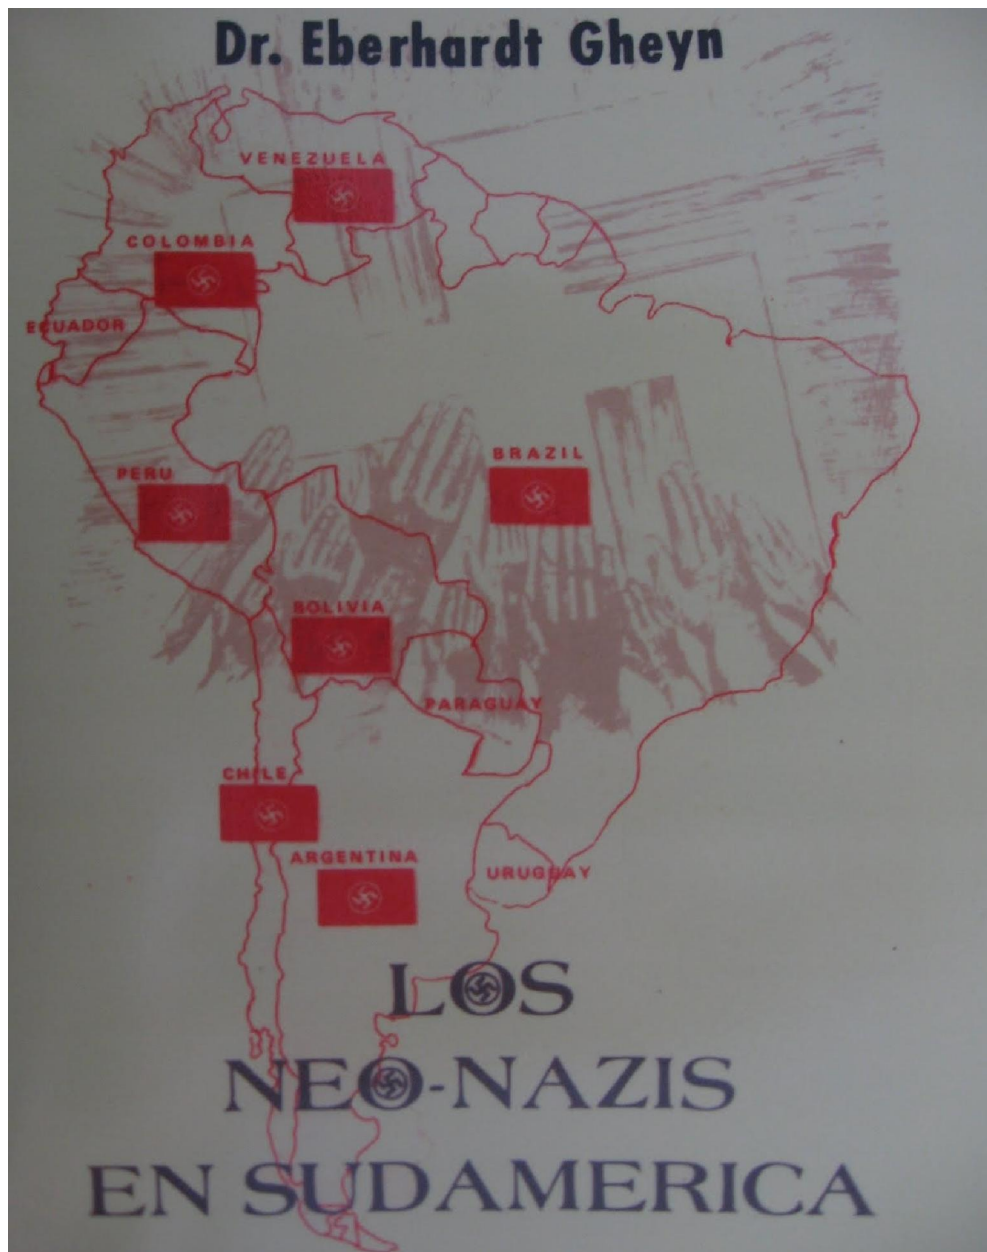 Dr. Eberhardt Gheyn
VENEZUELA
COLOMBIA
ECUADOR
BRAZIL
PERU
BOLIVIA
PARAGUAY
CHILE
ARGENTINA
URUGUAY
LOS
NEO-NAZIS
EN SUDAMERICA